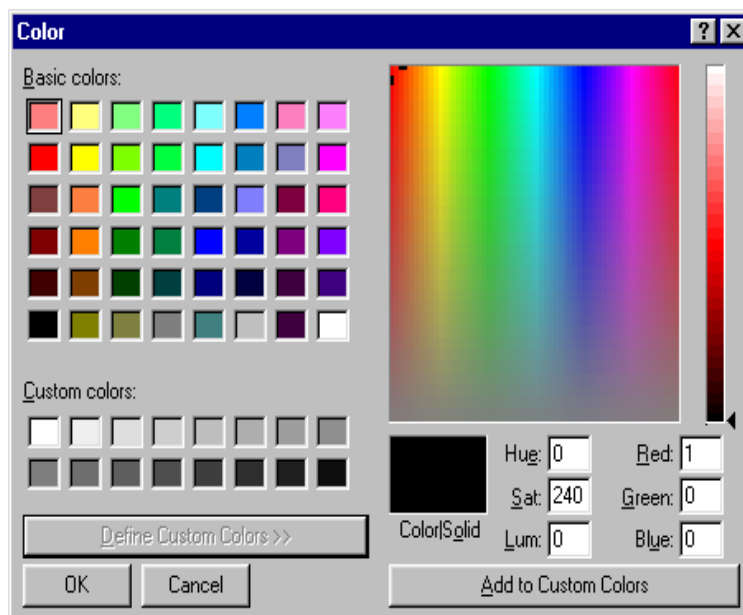 Color
Basic colors:
Custom colors:
Define Custom Colors >>
OK Cancel
Color|Solid
Hue: 0 Red: 1
Sat: 240 Green: 0
Lum: 0 Blue: 0
Add to Custom Colors